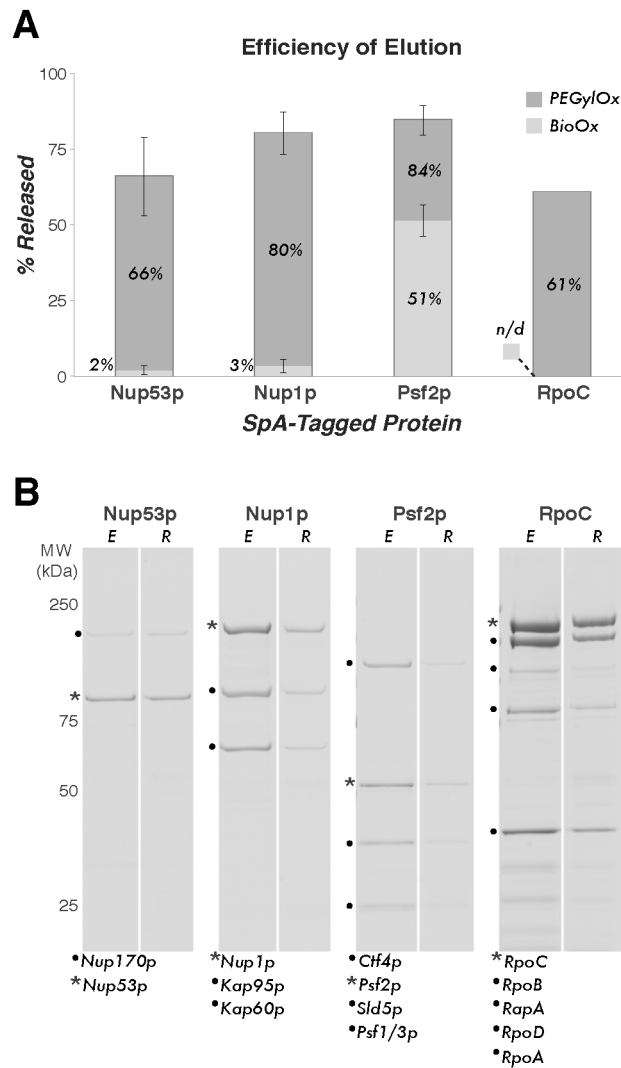 A
Efficiency of Elution
% Released
100
75
50
25
0
PEGylOx
BioOx
66%
2%
80%
3%
84%
51%
61%
n/d
Nup53p Nup1p Psf2p RpoC
SpA-Tagged Protein
B
Nup53p Nup1p Psf2p RpoC
E R E R E R E R
MW
(kDa)
250
75
50
25
* * * *
•Nup170p
*Nup53p
*Nup1p
•Kap95p
•Kap60p
•Ctf4p
*Psf2p
•Sld5p
•Psf1/3p
*RpoC
•RpoB
•RapA
•RpoD
•RpoA